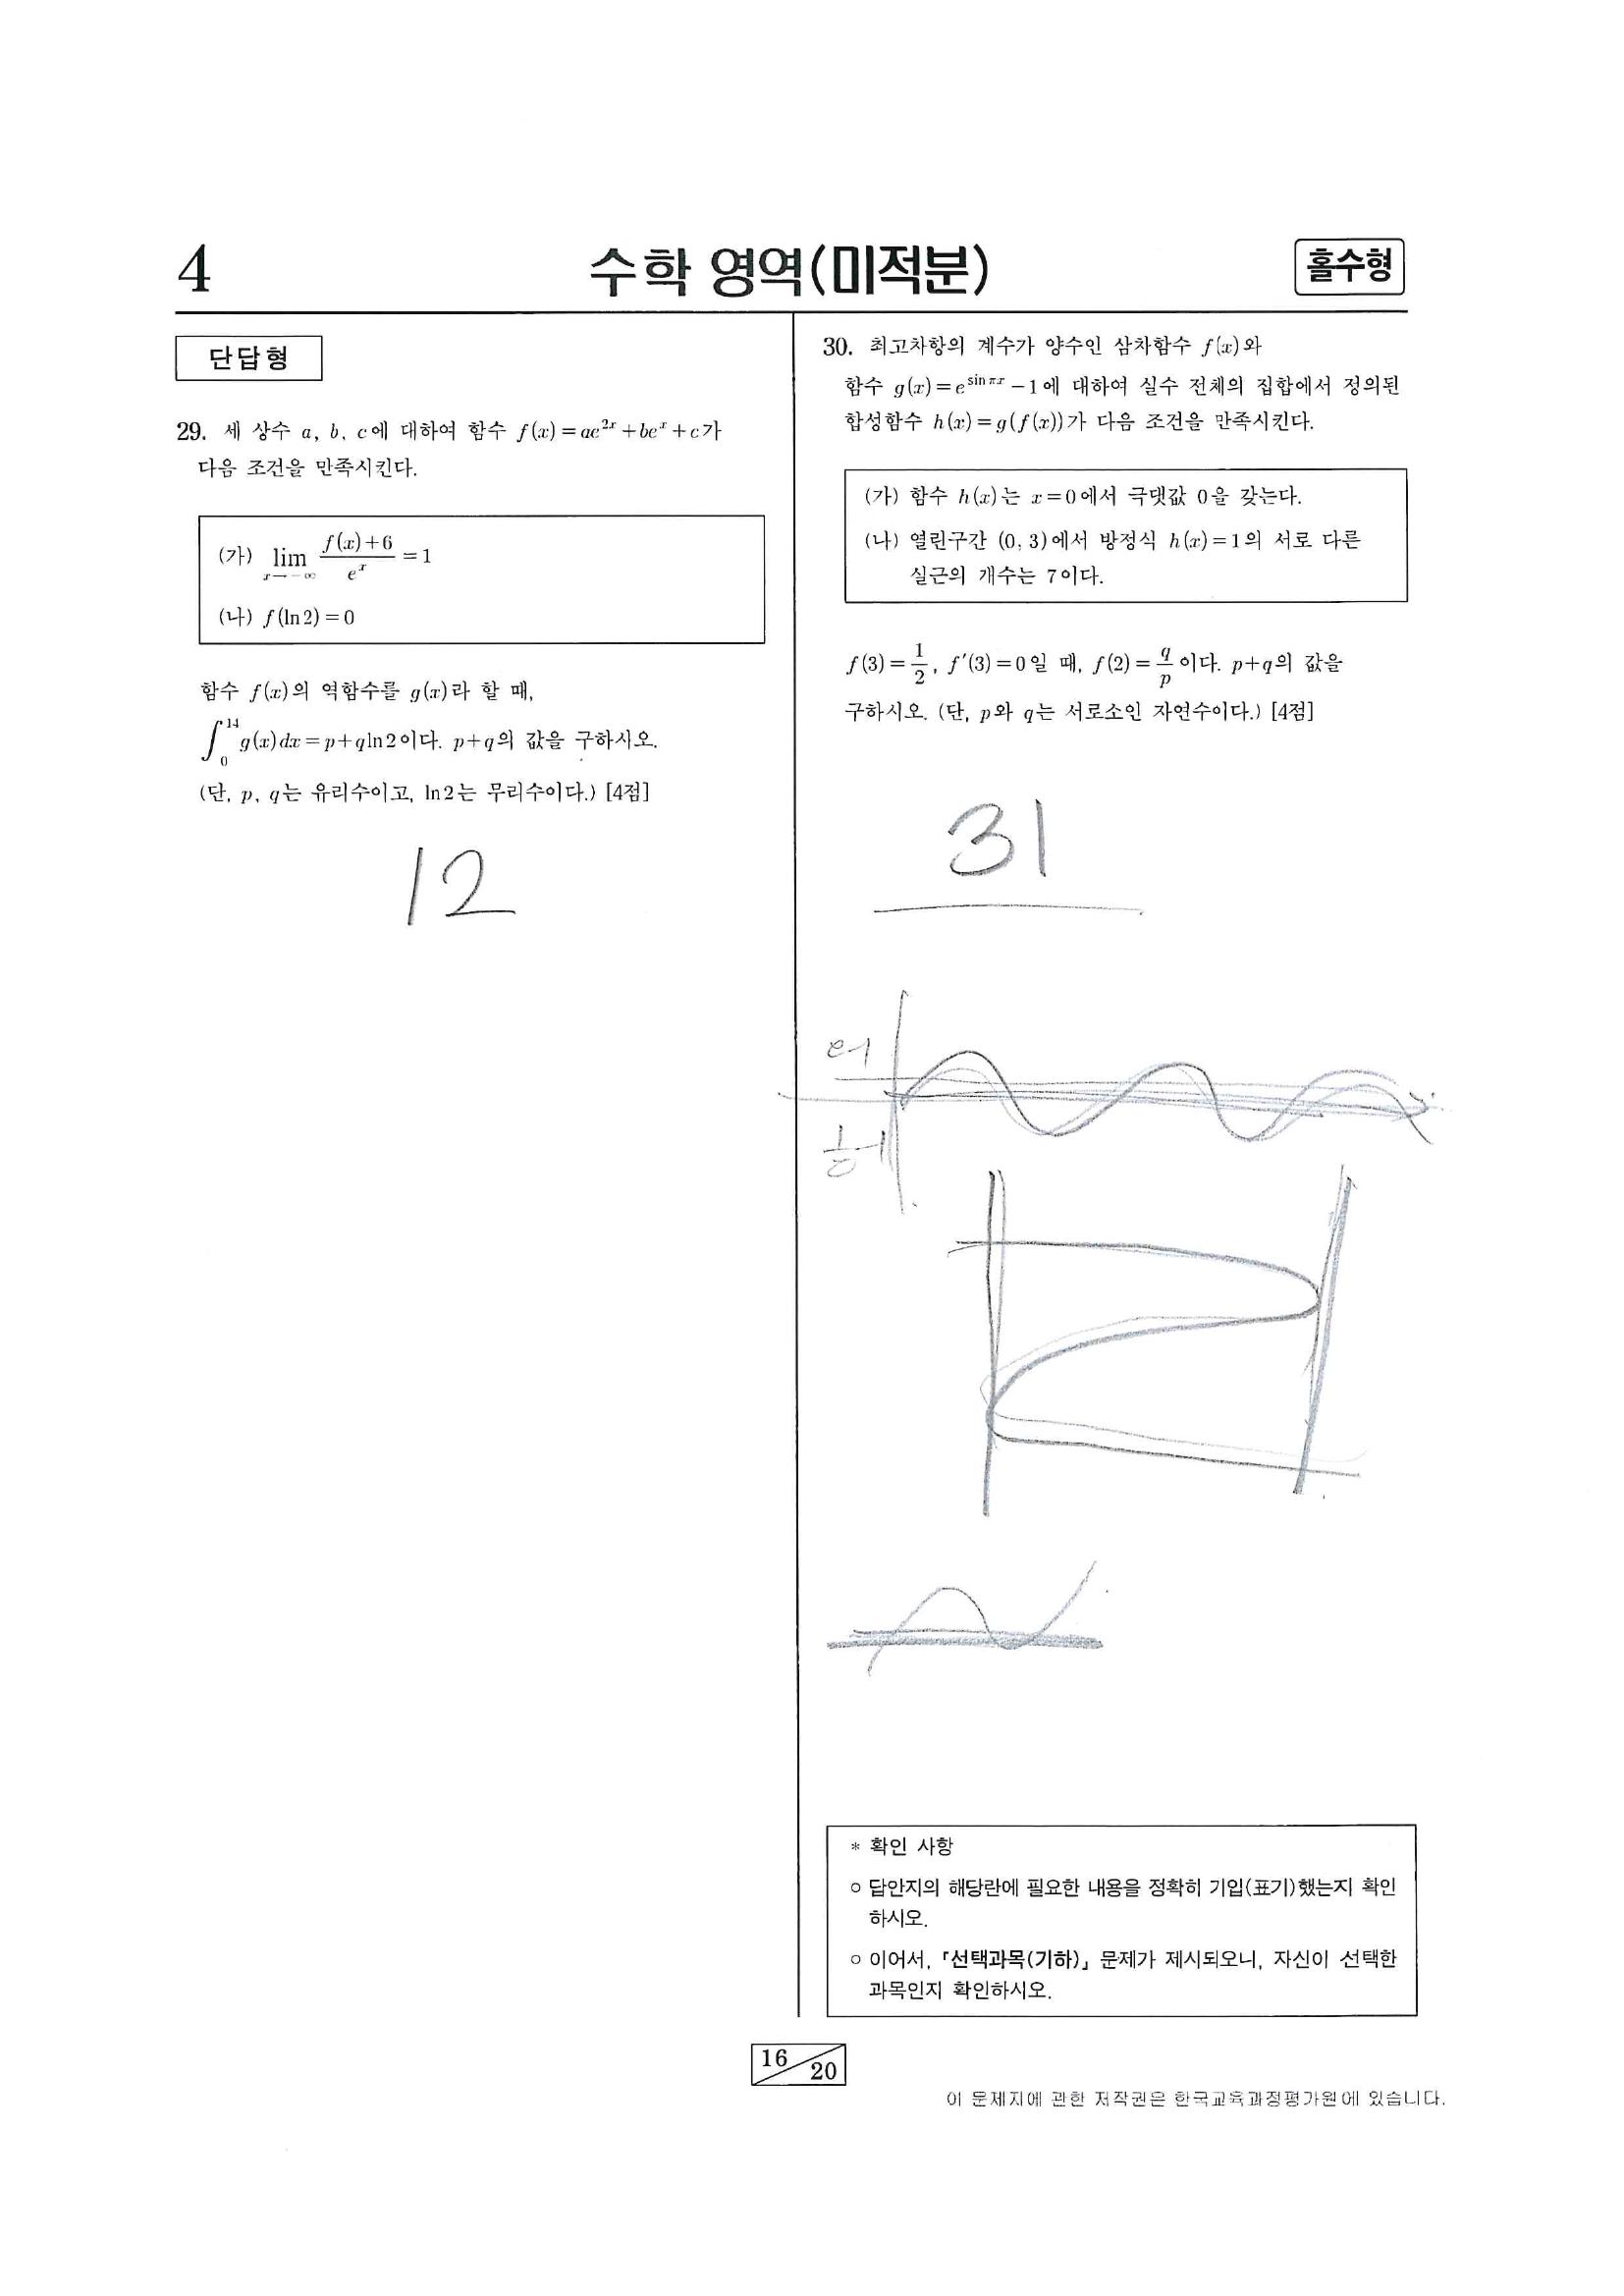 4
수학 영역(미적분)
홀수형
단답형
29. 세 상수 a, b, c에 대하여 함수 f(x)=ae^{2x}+be^x+c가
다음 조건을 만족시킨다.
(가) lim_{x→-∞} \frac{f(x)+6}{e^x}=1
(나) f(ln2)=0
함수 f(x)의 역함수를 g(x)라 할 때,
∫_0^{14} g(x)dx=p+qln2이다. p+q의 값을 구하시오.
(단, p, q는 유리수이고, ln2는 무리수이다.) [4점]
12
30. 최고차항의 계수가 양수인 삼차함수 f(x)와
함수 g(x)=e^{sinπx}-1에 대하여 실수 전체의 집합에서 정의된
합성함수 h(x)=g(f(x))가 다음 조건을 만족시킨다.
(가) 함수 h(x)는 x=0에서 극댓값 0을 갖는다.
(나) 열린구간 (0, 3)에서 방정식 h(x)=1의 서로 다른
실근의 개수는 7이다.
f(3)=\frac{1}{2}, f′(3)=0일 때, f(2)=\frac{q}{p}이다. p+q의 값을
구하시오. (단, p와 q는 서로소인 자연수이다.) [4점]
31
* 확인 사항
○ 답안지의 해당란에 필요한 내용을 정확히 기입(표기)했는지 확인
하시오.
○ 이어서, 「선택과목(기하)」 문제가 제시되오니, 자신이 선택한
과목인지 확인하시오.
16
20
이 문제지에 관한 저작권은 한국교육과정평가원에 있습니다.